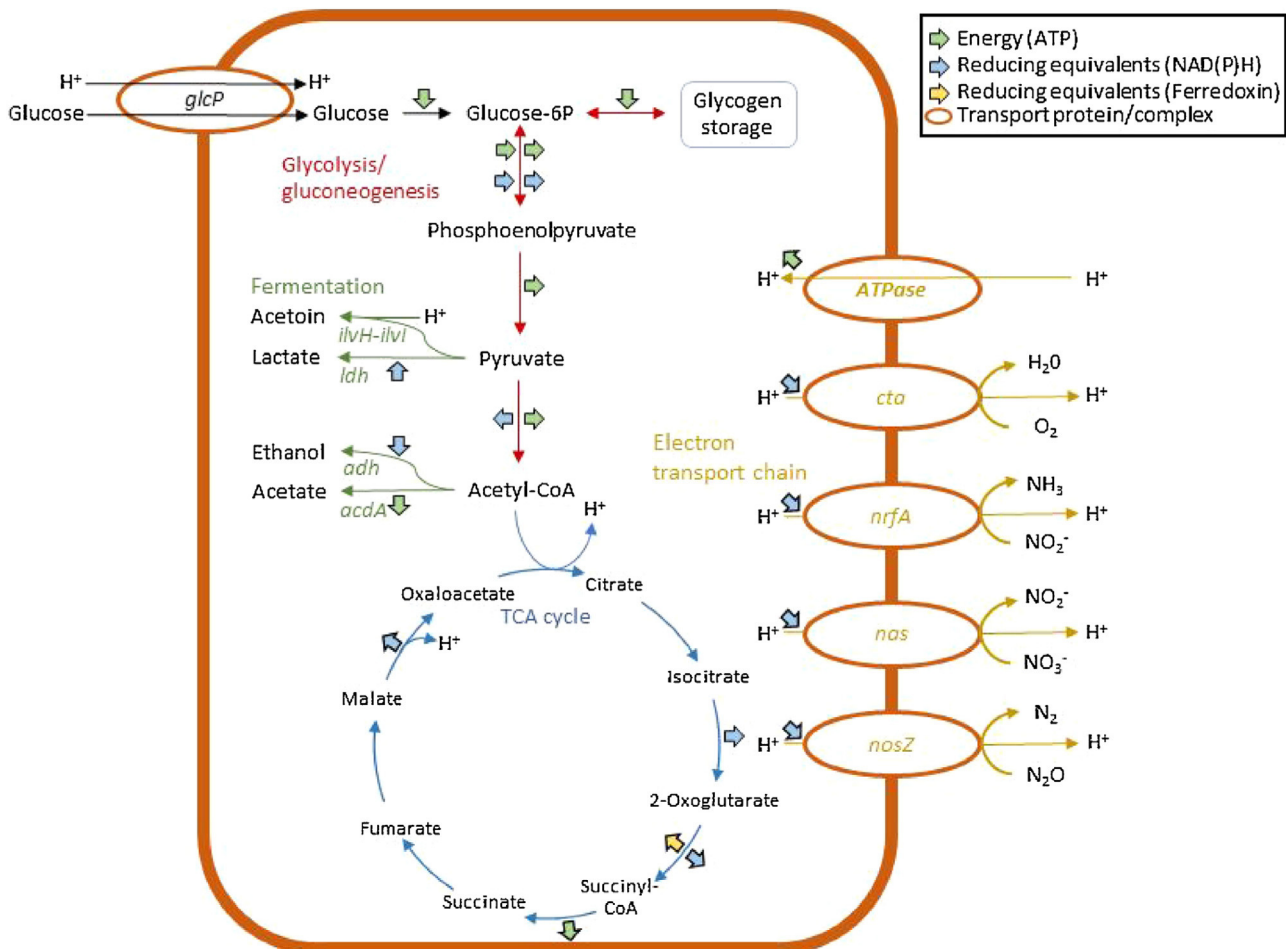 Energy (ATP)
Reducing equivalents (NAD(P)H)
Reducing equivalents (Ferredoxin)
Transport protein/complex
H⁺
H⁺
glcP
Glucose
Glucose
Glucose-6P
Glycogen
storage
Glycolysis/
gluconeogenesis
Phosphoenolpyruvate
Fermentation
Acetoin
H⁺
ilvH-ilvI
Lactate
Pyruvate
ldh
Ethanol
adh
Acetate
Acetyl-CoA
acdA
H⁺
Oxaloacetate
Citrate
TCA cycle
H⁺
Isocitrate
Malate
2-Oxoglutarate
Fumarate
Succinyl-
CoA
Succinate
Electron
transport chain
H⁺
ATPase
H⁺
H₂0
H⁺
cta
H⁺
O₂
NH₃
H⁺
nrfA
H⁺
NO₂⁻
NO₂⁻
H⁺
nas
H⁺
NO₃⁻
N₂
H⁺
nosZ
H⁺
N₂O